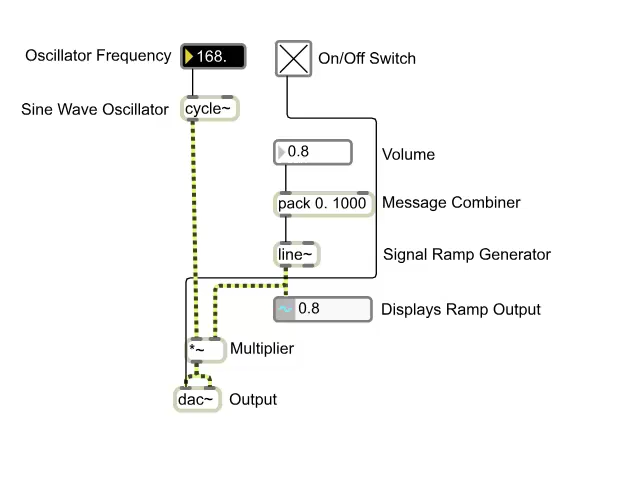 Oscillator Frequency 168.
On/Off Switch
Sine Wave Oscillator cycle~
0.8 Volume
pack 0. 1000 Message Combiner
line~ Signal Ramp Generator
~ 0.8 Displays Ramp Output
*~ Multiplier
dac~ Output